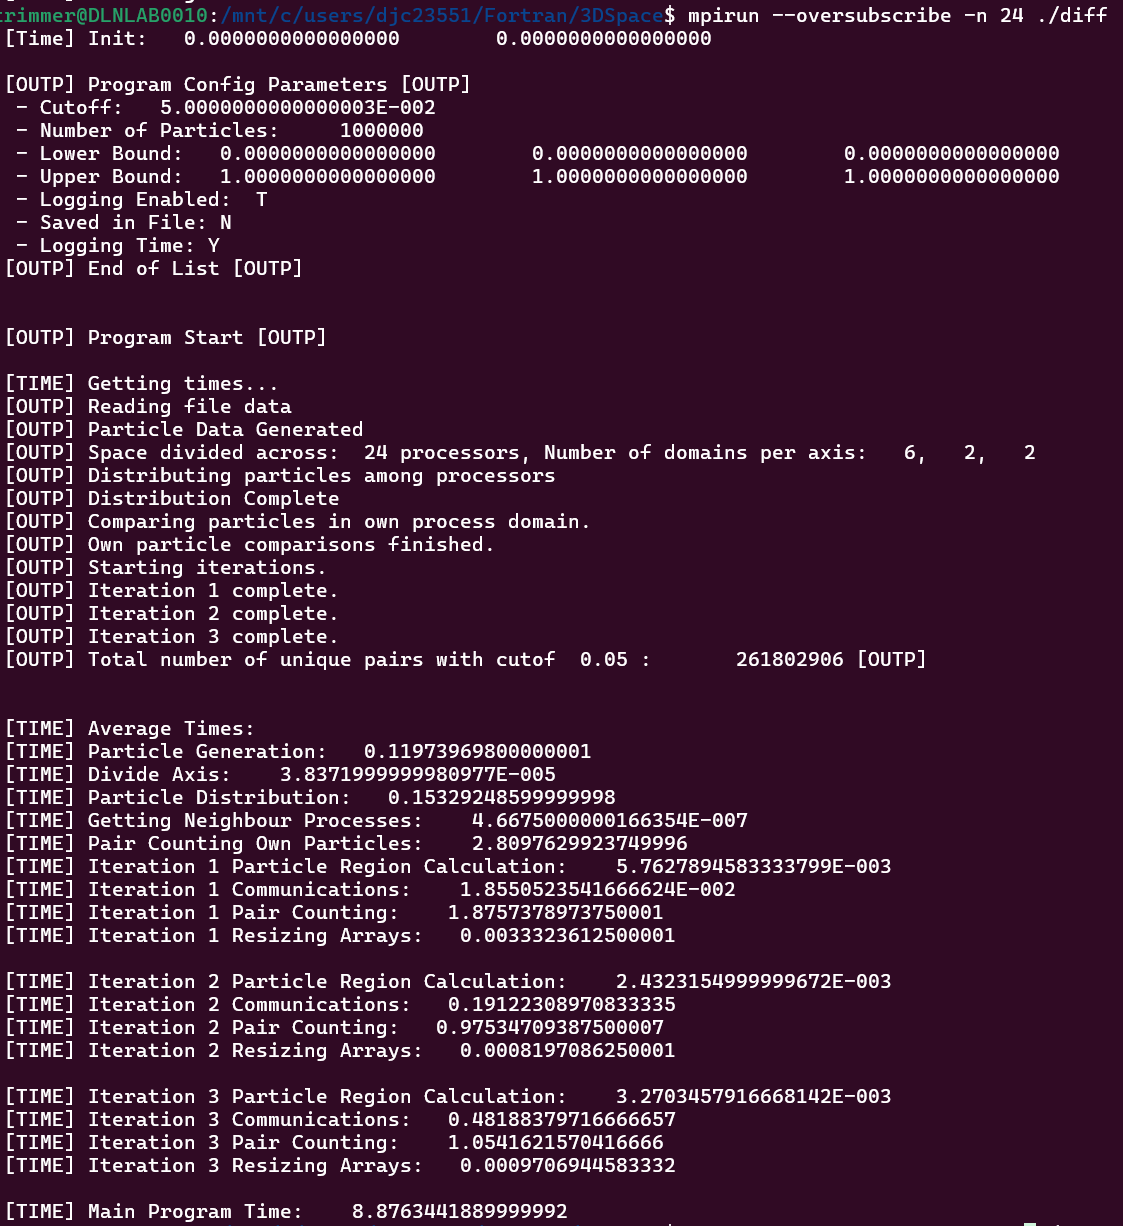 trimmer@DLNLAB0010:/mnt/c/users/djc23551/Fortran/3DSpace$ mpirun --oversubscribe -n 24 ./diff
[Time] Init:   0.0000000000000000        0.0000000000000000
[OUTP] Program Config Parameters [OUTP]
 - Cutoff:   5.0000000000000003E-002
 - Number of Particles:     1000000
 - Lower Bound:   0.0000000000000000        0.0000000000000000        0.0000000000000000
 - Upper Bound:   1.0000000000000000        1.0000000000000000        1.0000000000000000
 - Logging Enabled:  T
 - Saved in File: N
 - Logging Time: Y
[OUTP] End of List [OUTP]
[OUTP] Program Start [OUTP]
[TIME] Getting times...
[OUTP] Reading file data
[OUTP] Particle Data Generated
[OUTP] Space divided across:  24 processors, Number of domains per axis:   6,   2,   2
[OUTP] Distributing particles among processors
[OUTP] Distribution Complete
[OUTP] Comparing particles in own process domain.
[OUTP] Own particle comparisons finished.
[OUTP] Starting iterations.
[OUTP] Iteration 1 complete.
[OUTP] Iteration 2 complete.
[OUTP] Iteration 3 complete.
[OUTP] Total number of unique pairs with cutof  0.05 :       261802906 [OUTP]
[TIME] Average Times:
[TIME] Particle Generation:   0.11973969800000001
[TIME] Divide Axis:    3.8371999999980977E-005
[TIME] Particle Distribution:   0.15329248599999998
[TIME] Getting Neighbour Processes:    4.6675000000166354E-007
[TIME] Pair Counting Own Particles:    2.8097629923749996
[TIME] Iteration 1 Particle Region Calculation:    5.7627894583333799E-003
[TIME] Iteration 1 Communications:    1.8550523541666624E-002
[TIME] Iteration 1 Pair Counting:    1.8757378973750001
[TIME] Iteration 1 Resizing Arrays:   0.0033323612500001
[TIME] Iteration 2 Particle Region Calculation:    2.4323154999999672E-003
[TIME] Iteration 2 Communications:   0.19122308970833335
[TIME] Iteration 2 Pair Counting:   0.97534709387500007
[TIME] Iteration 2 Resizing Arrays:   0.0008197086250001
[TIME] Iteration 3 Particle Region Calculation:    3.2703457916668142E-003
[TIME] Iteration 3 Communications:   0.48188379716666657
[TIME] Iteration 3 Pair Counting:    1.0541621570416666
[TIME] Iteration 3 Resizing Arrays:   0.0009706944583332
[TIME] Main Program Time:    8.8763441889999992